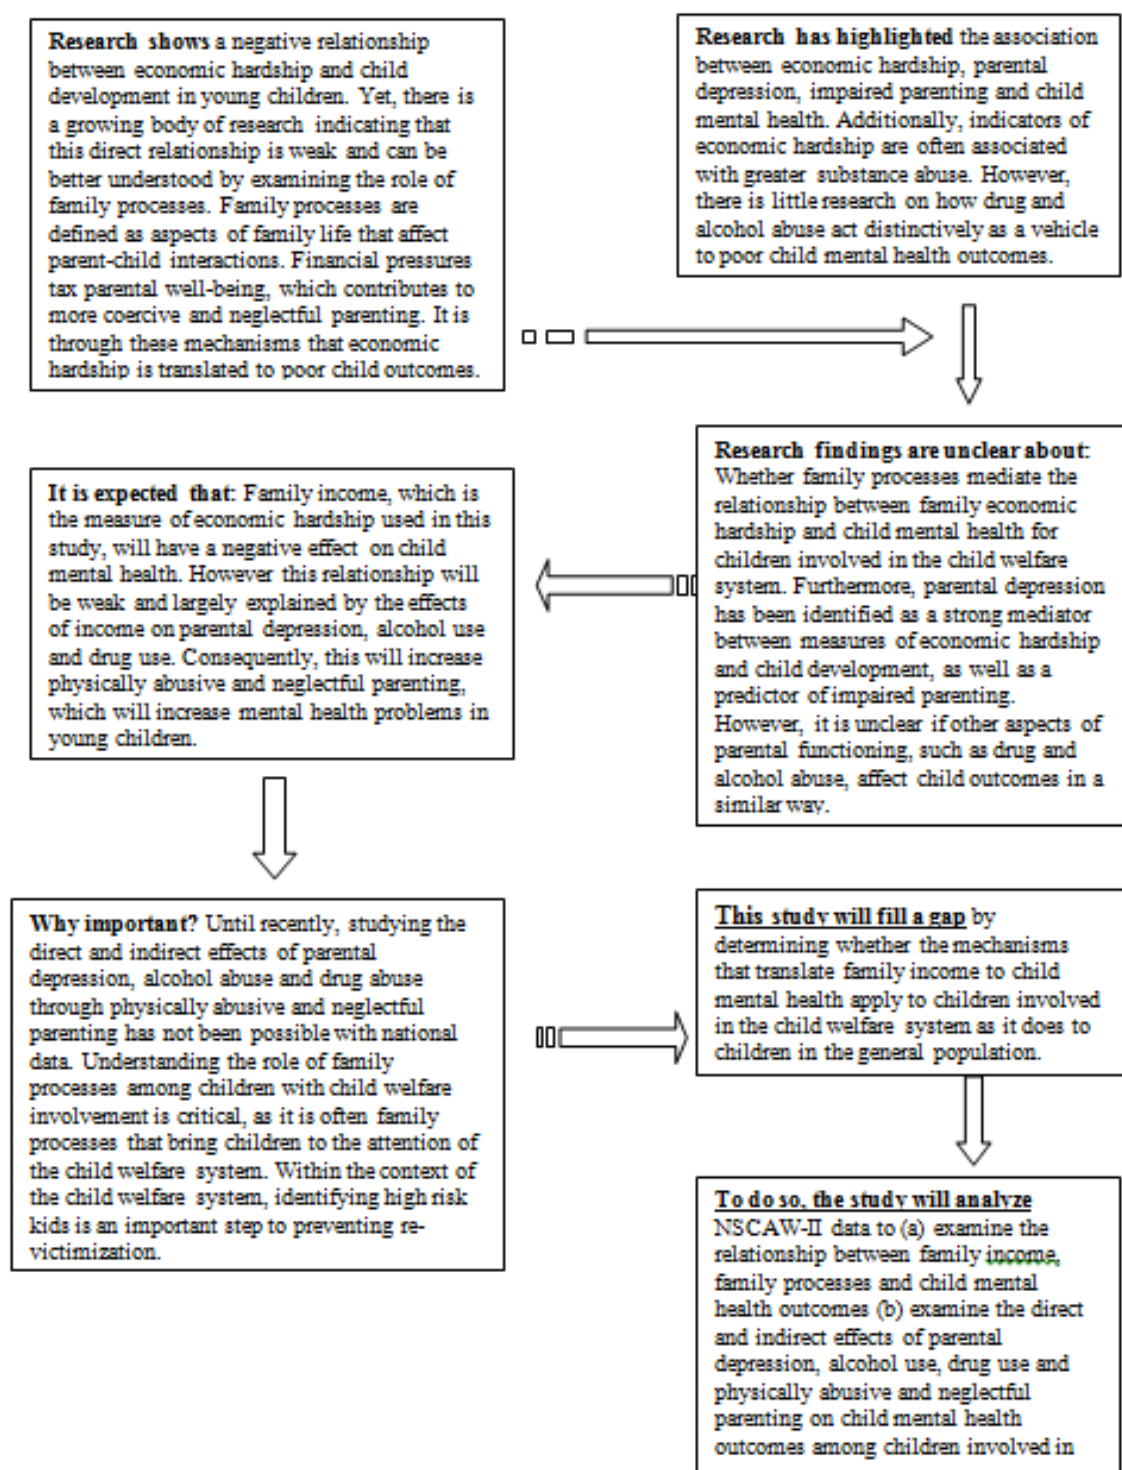 Research shows a negative relationship
between economic hardship and child
development in young children. Yet, there is
a growing body of research indicating that
this direct relationship is weak and can be
better understood by examining the role of
family processes. Family processes are
defined as aspects of family life that affect
parent-child interactions. Financial pressures
tax parental well-being, which contributes to
more coercive and neglectful parenting. It is
through these mechanisms that economic
hardship is translated to poor child outcomes.
Research has highlighted the association
between economic hardship, parental
depression, impaired parenting and child
mental health. Additionally, indicators of
economic hardship are often associated
with greater substance abuse. However,
there is little research on how drug and
alcohol abuse act distinctively as a vehicle
to poor child mental health outcomes.
Research findings are unclear about:
Whether family processes mediate the
relationship between family economic
hardship and child mental health for
children involved in the child welfare
system. Furthermore, parental depression
has been identified as a strong mediator
between measures of economic hardship
and child development, as well as a
predictor of impaired parenting.
However, it is unclear if other aspects of
parental functioning, such as drug and
alcohol abuse, affect child outcomes in a
similar way.
It is expected that: Family income, which is
the measure of economic hardship used in this
study, will have a negative effect on child
mental health. However this relationship will
be weak and largely explained by the effects
of income on parental depression, alcohol use
and drug use. Consequently, this will increase
physically abusive and neglectful parenting,
which will increase mental health problems in
young children.
Why important? Until recently, studying the
direct and indirect effects of parental
depression, alcohol abuse and drug abuse
through physically abusive and neglectful
parenting has not been possible with national
data. Understanding the role of family
processes among children with child welfare
involvement is critical, as it is often family
processes that bring children to the attention of
the child welfare system. Within the context of
the child welfare system, identifying high risk
kids is an important step to preventing re-
victimization.
This study will fill a gap by
determining whether the mechanisms
that translate family income to child
mental health apply to children involved
in the child welfare system as it does to
children in the general population.
To do so, the study will analyze
NSCAW-II data to (a) examine the
relationship between family income,
family processes and child mental
health outcomes (b) examine the direct
and indirect effects of parental
depression, alcohol use, drug use and
physically abusive and neglectful
parenting on child mental health
outcomes among children involved in